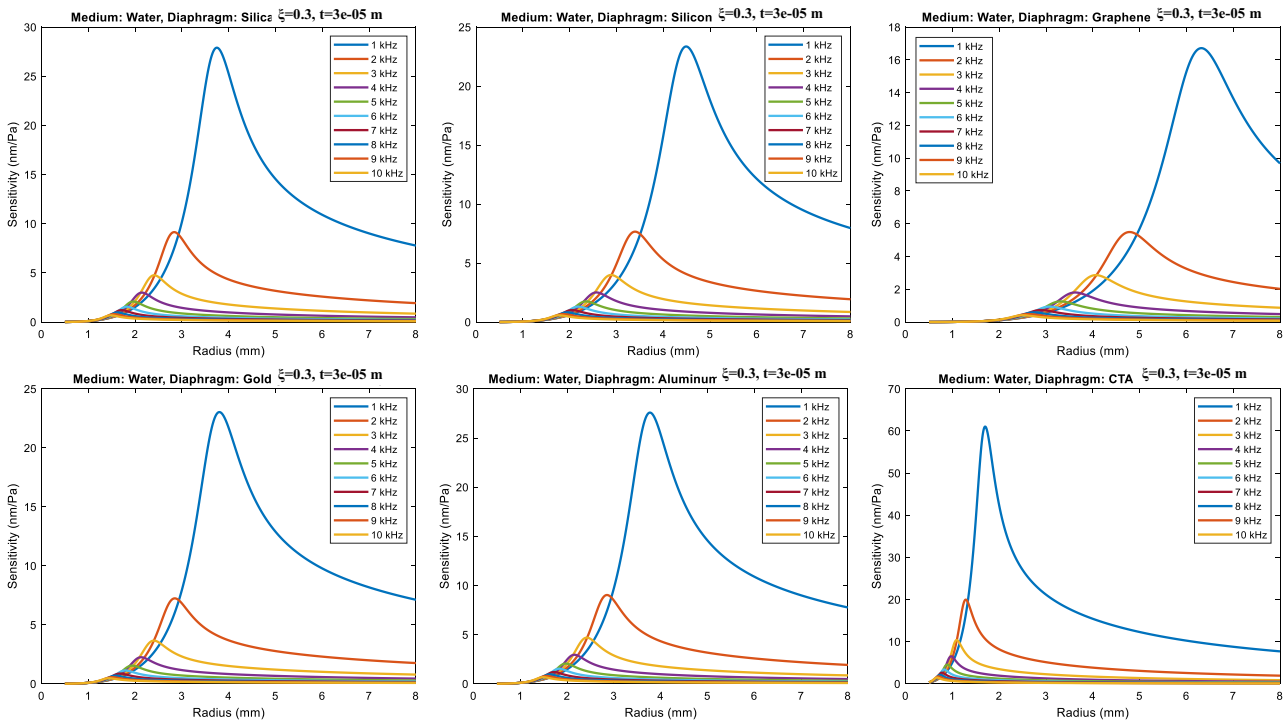 Medium: Water, Diaphragm: Silica ξ=0.3, t=3e-05 m
30
25
20
15
10
5
0
Sensitivity (nm/Pa)
1 kHz
2 kHz
3 kHz
4 kHz
5 kHz
6 kHz
7 kHz
8 kHz
9 kHz
10 kHz
0 1 2 3 4 5 6 7 8
Radius (mm)
Medium: Water, Diaphragm: Silicon ξ=0.3, t=3e-05 m
25
20
15
10
5
0
Sensitivity (nm/Pa)
1 kHz
2 kHz
3 kHz
4 kHz
5 kHz
6 kHz
7 kHz
8 kHz
9 kHz
10 kHz
0 1 2 3 4 5 6 7 8
Radius (mm)
Medium: Water, Diaphragm: Graphene ξ=0.3, t=3e-05 m
18
16
14
12
10
8
6
4
2
0
Sensitivity (nm/Pa)
1 kHz
2 kHz
3 kHz
4 kHz
5 kHz
6 kHz
7 kHz
8 kHz
9 kHz
10 kHz
0 1 2 3 4 5 6 7 8
Radius (mm)
Medium: Water, Diaphragm: Gold ξ=0.3, t=3e-05 m
25
20
15
10
5
0
Sensitivity (nm/Pa)
1 kHz
2 kHz
3 kHz
4 kHz
5 kHz
6 kHz
7 kHz
8 kHz
9 kHz
10 kHz
0 1 2 3 4 5 6 7 8
Radius (mm)
Medium: Water, Diaphragm: Aluminum ξ=0.3, t=3e-05 m
30
25
20
15
10
5
0
Sensitivity (nm/Pa)
1 kHz
2 kHz
3 kHz
4 kHz
5 kHz
6 kHz
7 kHz
8 kHz
9 kHz
10 kHz
0 1 2 3 4 5 6 7 8
Radius (mm)
Medium: Water, Diaphragm: CTA ξ=0.3, t=3e-05 m
70
60
50
40
30
20
10
0
Sensitivity (nm/Pa)
1 kHz
2 kHz
3 kHz
4 kHz
5 kHz
6 kHz
7 kHz
8 kHz
9 kHz
10 kHz
0 1 2 3 4 5 6 7 8
Radius (mm)